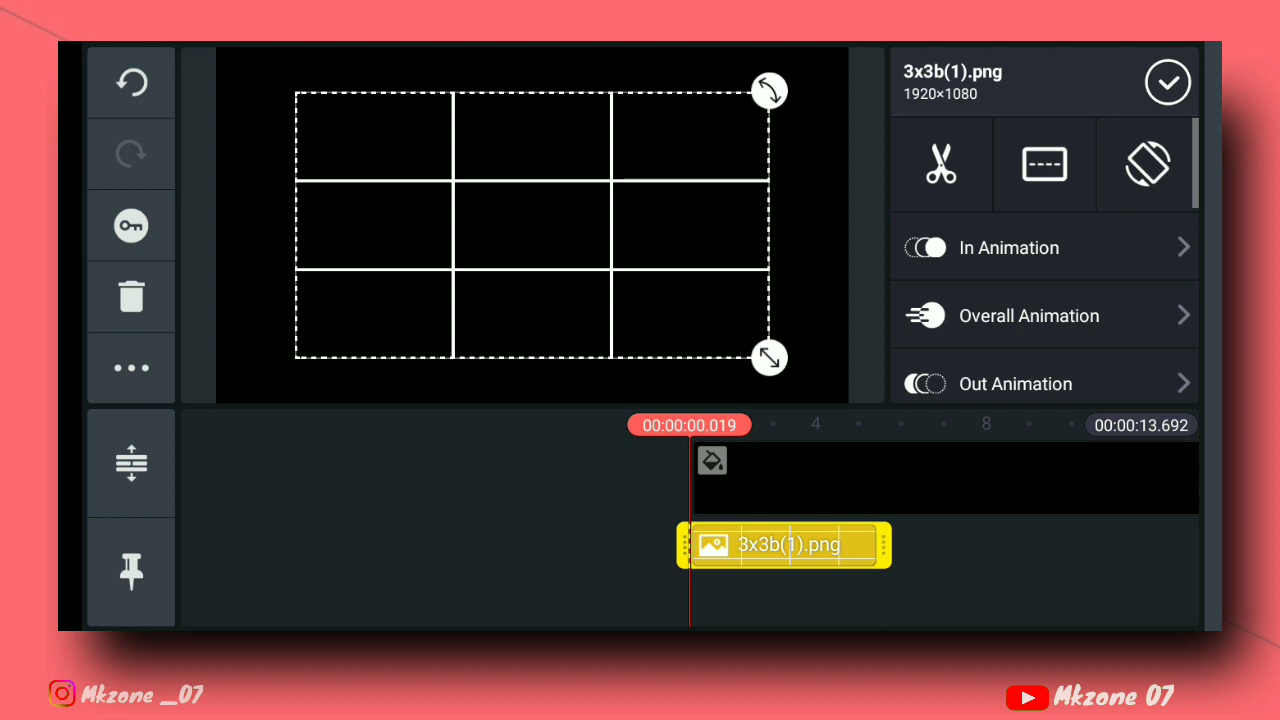 3x3b(1).png
1920×1080
In Animation
Overall Animation
Out Animation
00:00:00.019
4
8
00:00:13.692
3x3b(1).png
Mkzone _07
Mkzone 07